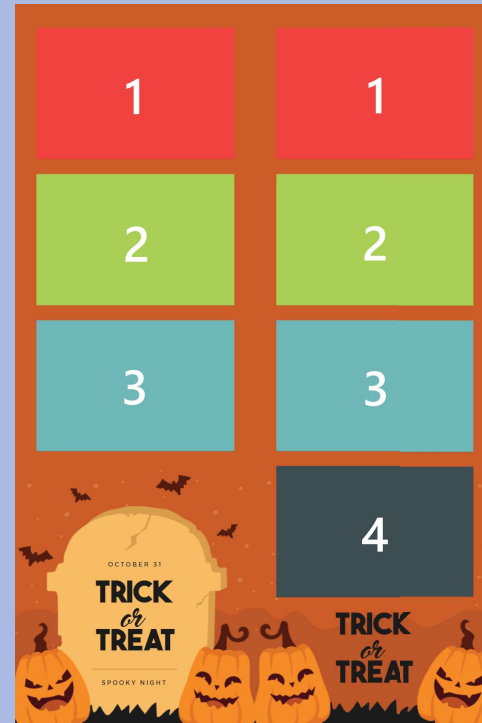 1
2
3
OCTOBER 31
TRICK
or
TREAT
SPOOKY NIGHT
1
2
3
4
TRICK
or
TREAT